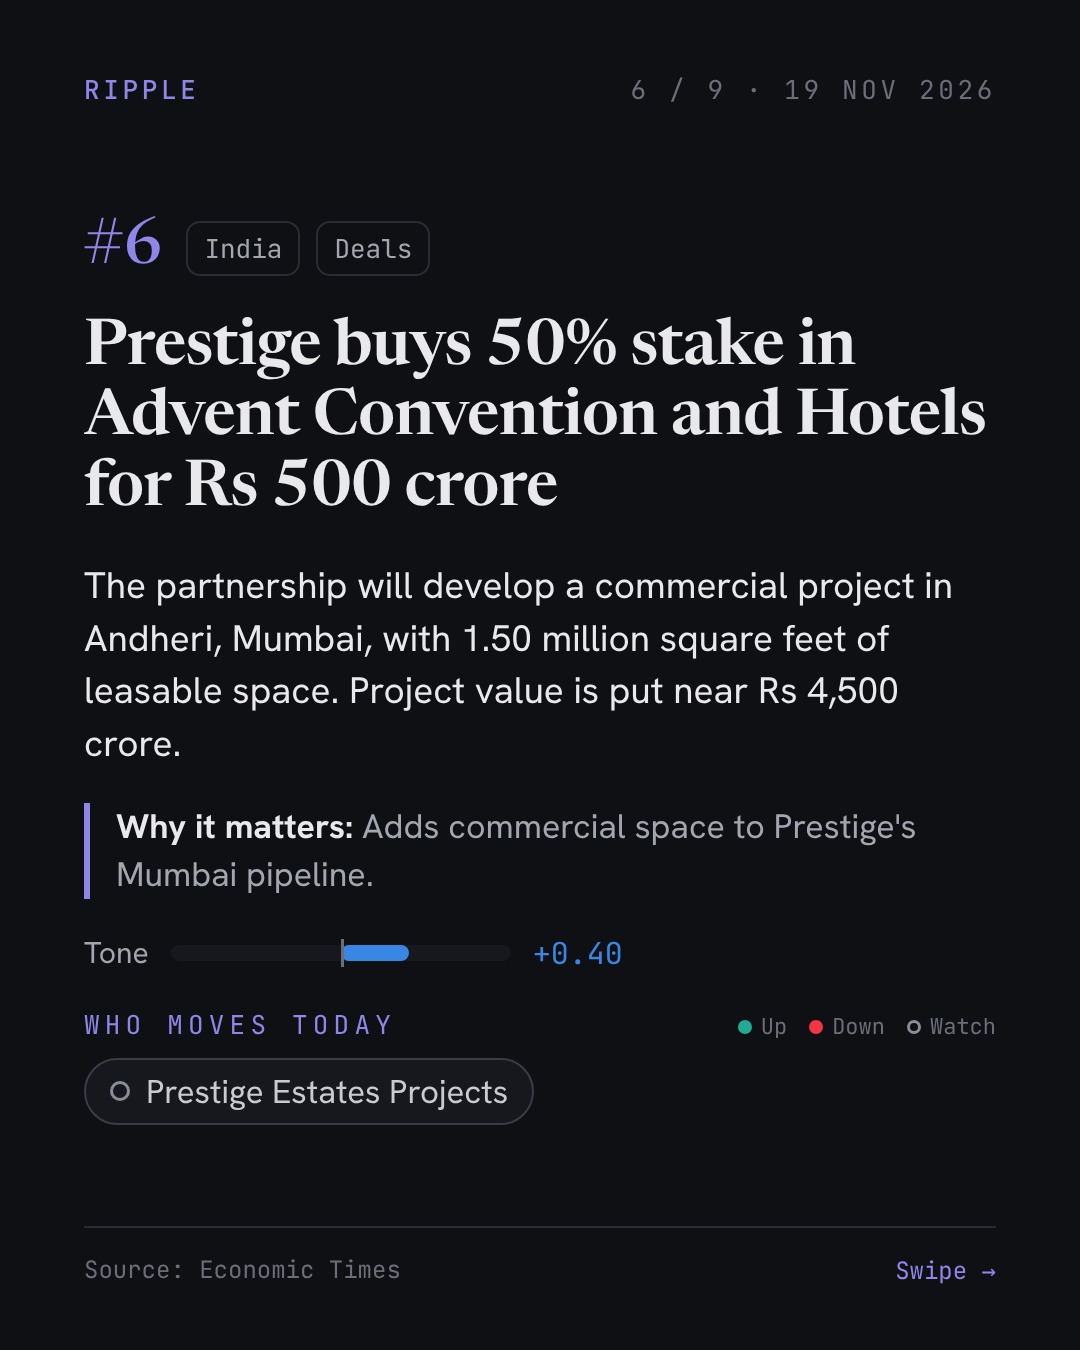 RIPPLE
6 / 9 · 19 NOV 2026
#6
India
Deals
Prestige buys 50% stake in
Advent Convention and Hotels
for Rs 500 crore
The partnership will develop a commercial project in
Andheri, Mumbai, with 1.50 million square feet of
leasable space. Project value is put near Rs 4,500
crore.
Why it matters: Adds commercial space to Prestige's
Mumbai pipeline.
Tone +0.40
WHO MOVES TODAY
Up Down Watch
Prestige Estates Projects
Source: Economic Times
Swipe →